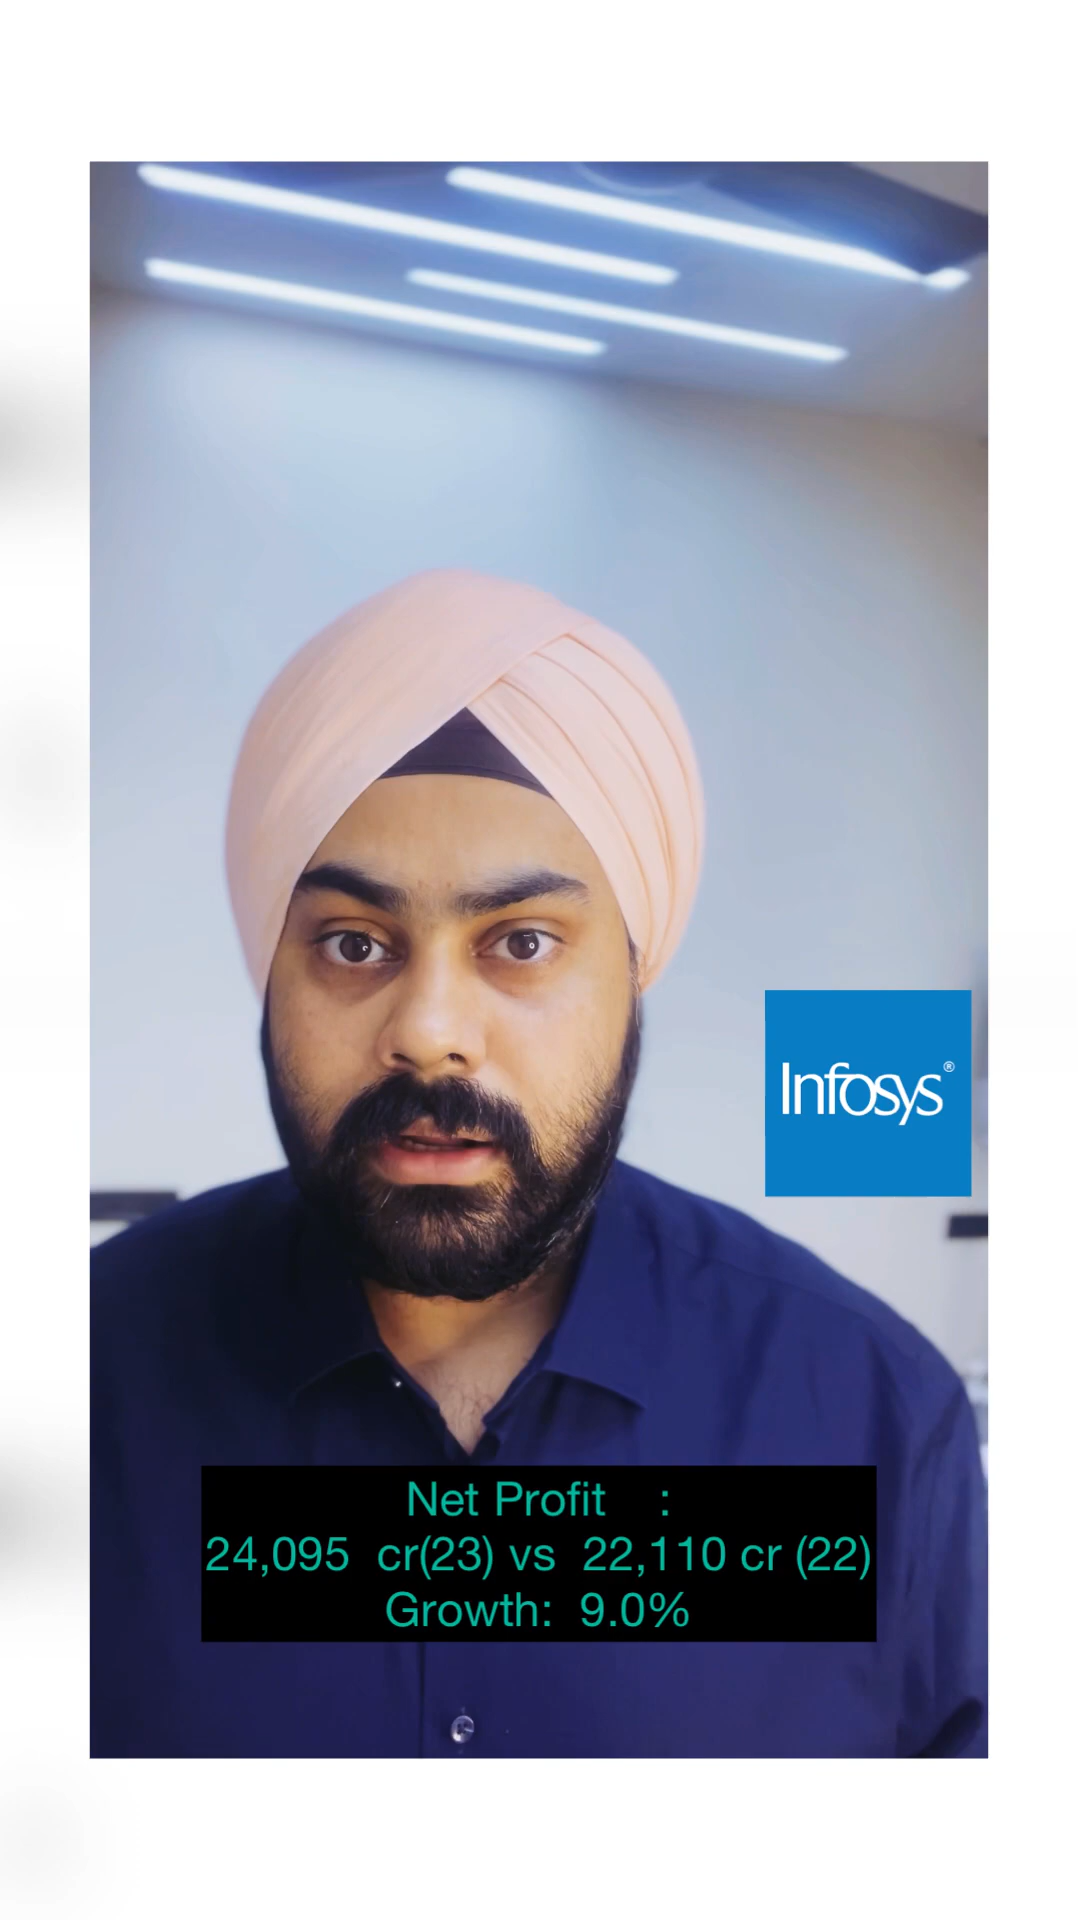 Infosys®
Net Profit :
24,095 cr(23) vs 22,110 cr (22)
Growth: 9.0%